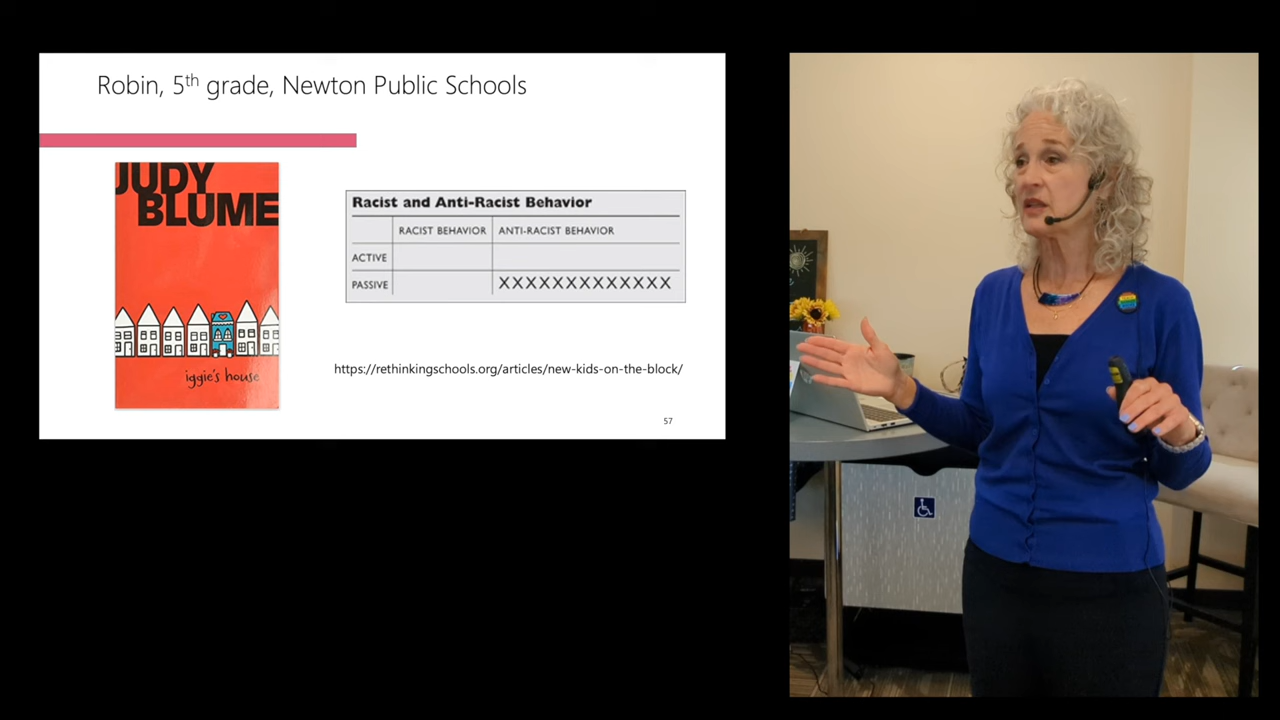 Robin, 5th grade, Newton Public Schools
JUDY
BLUME
iggie's house
Racist and Anti-Racist Behavior
RACIST BEHAVIOR ANTI-RACIST BEHAVIOR
ACTIVE
PASSIVE XXXXXXXXXXXXX
https://rethinkingschools.org/articles/new-kids-on-the-block/
57